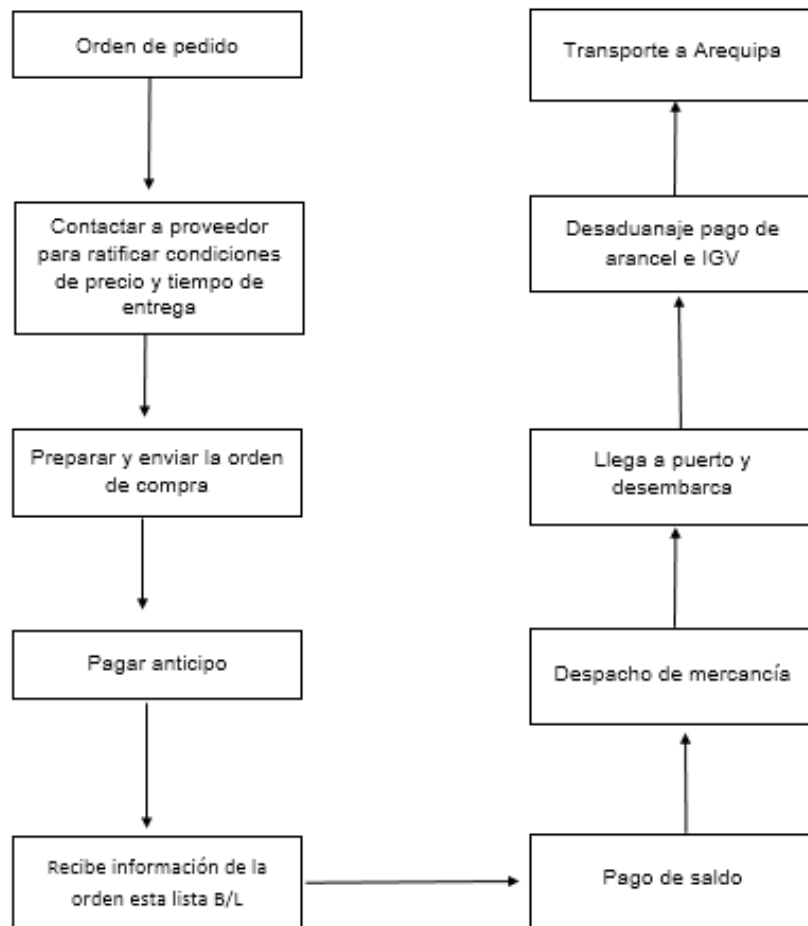 Orden de pedido
Contactar a proveedor
para ratificar condiciones
de precio y tiempo de
entrega
Preparar y enviar la orden
de compra
Pagar anticipo
Recibe información de la
orden esta lista B/L
Pago de saldo
Despacho de mercancía
Llega a puerto y
desembarca
Desaduanaje pago de
arancel e IGV
Transporte a Arequipa